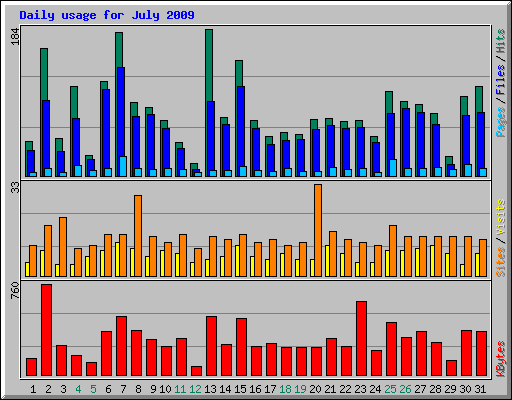 Daily usage for July 2009
184
Pages / Files / Hits
33
Sites / Visits
760
KBytes
1 2 3 4 5 6 7 8 9 10 11 12 13 14 15 16 17 18 19 20 21 22 23 24 25 26 27 28 29 30 31